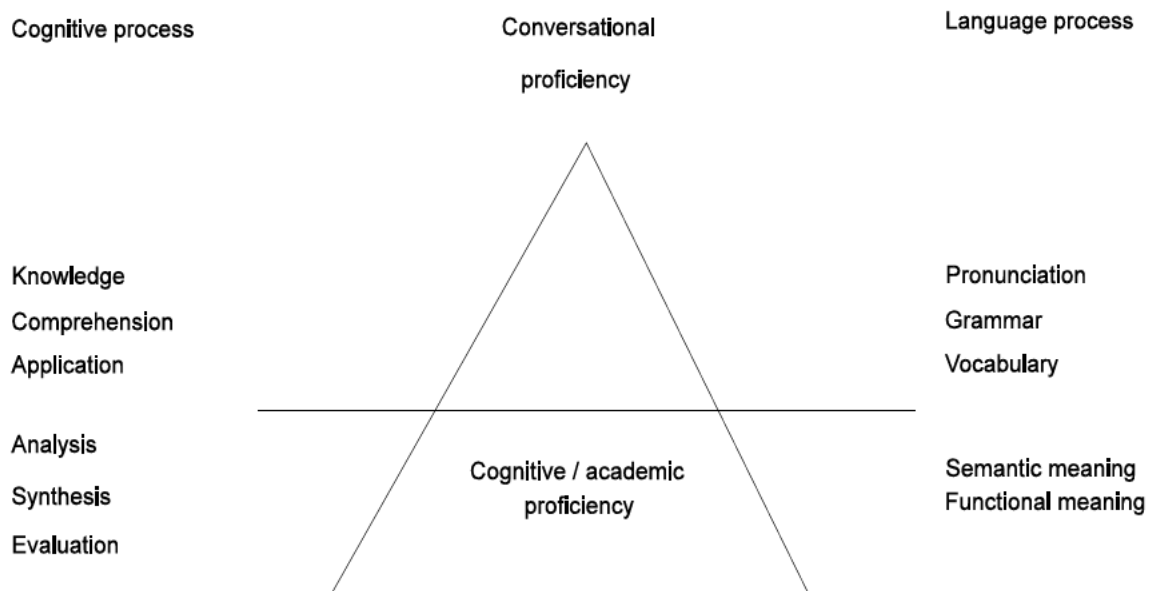 Cognitive process
Conversational
proficiency
Language process
Knowledge
Comprehension
Application
Pronunciation
Grammar
Vocabulary
Analysis
Synthesis
Evaluation
Cognitive / academic
proficiency
Semantic meaning
Functional meaning